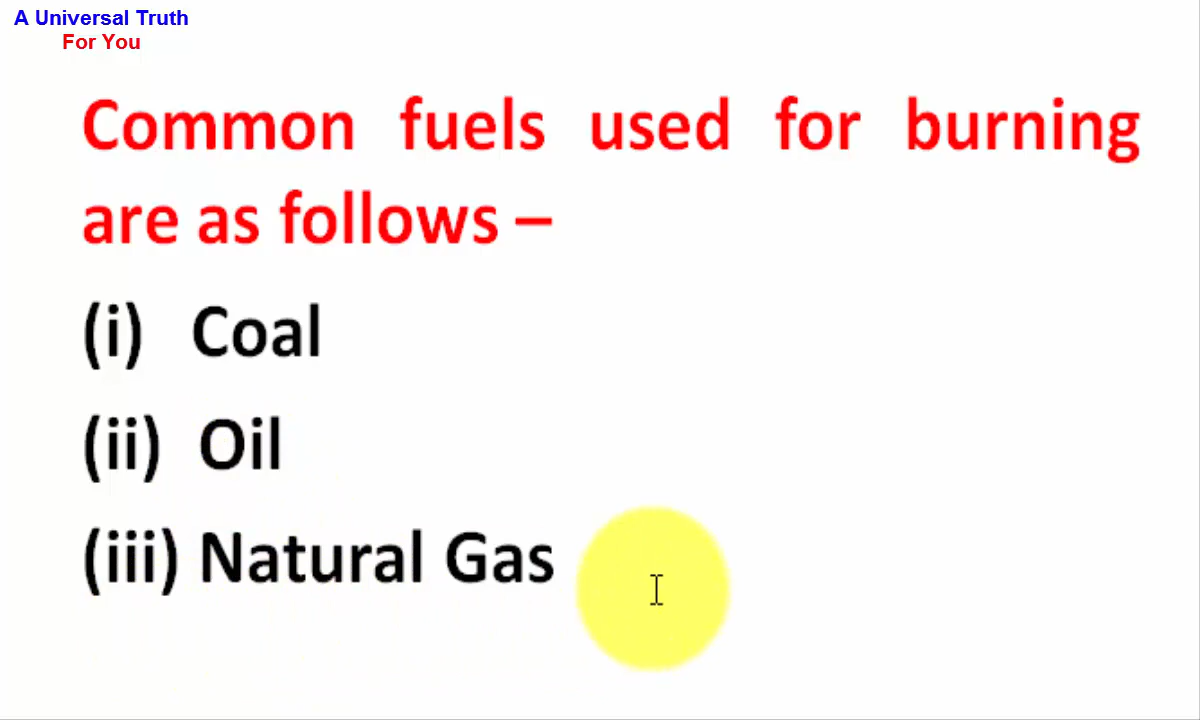 A Universal Truth
For You
Common fuels used for burning
are as follows –
(i) Coal
(ii) Oil
(iii) Natural Gas